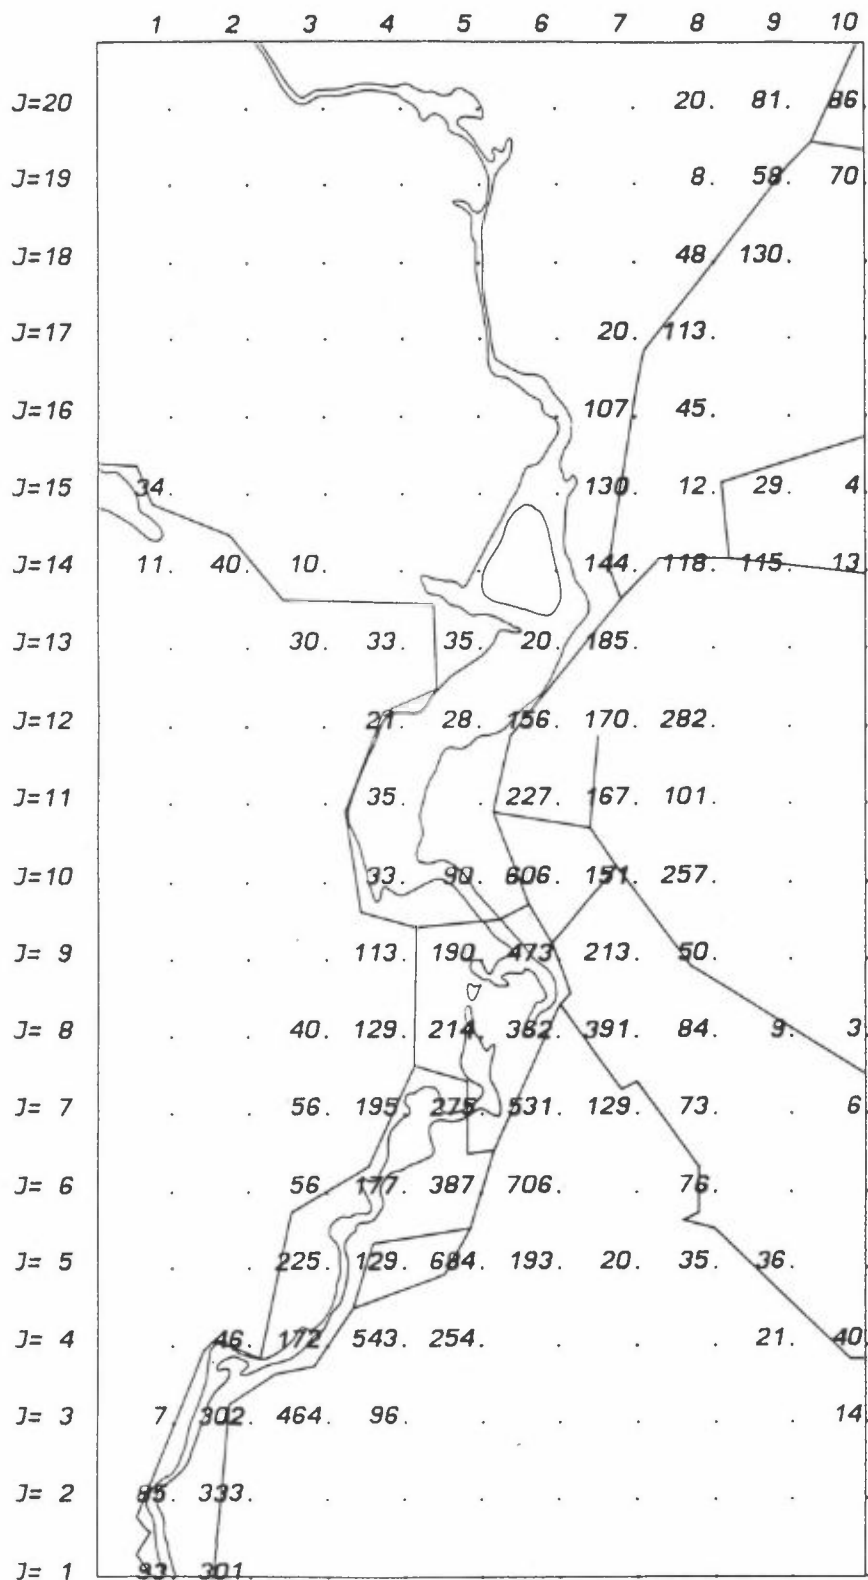 1 2 3 4 5 6 7 8 9 10
J=20 . . . . . . . 20. 81. 86
J=19 . . . . . . . 8. 58. 70
J=18 . . . . . . . 48. 130.
J=17 . . . . . . 20. 113. .
J=16 . . . . . . 107. 45. .
J=15 34. . . . . . 130. 12. 29. 4
J=14 11. 40. 10. . . . 144. 118. 115. 13
J=13 . . 30. 33. 35. 20. 185. . .
J=12 . . . 21. 28. 156. 170. 282. .
J=11 . . . 35. . 227. 167. 101. .
J=10 . . . 33. 90. 606. 151. 257. .
J= 9 . . . 113. 190. 473. 213. 50. .
J= 8 . . 40. 129. 214. 362. 391. 84. 9. 3
J= 7 . . 56. 195. 275. 531. 129. 73. . 6
J= 6 . . 56. 177. 387. 706. . 76. .
J= 5 . . 225. 129. 684. 193. 20. 35. 36.
J= 4 . 46. 172. 543. 254. . . . 21. 40
J= 3 7. 302. 464. 96. . . . . . 14
J= 2 85. 333. . . . . . . .
J= 1 93. 301.